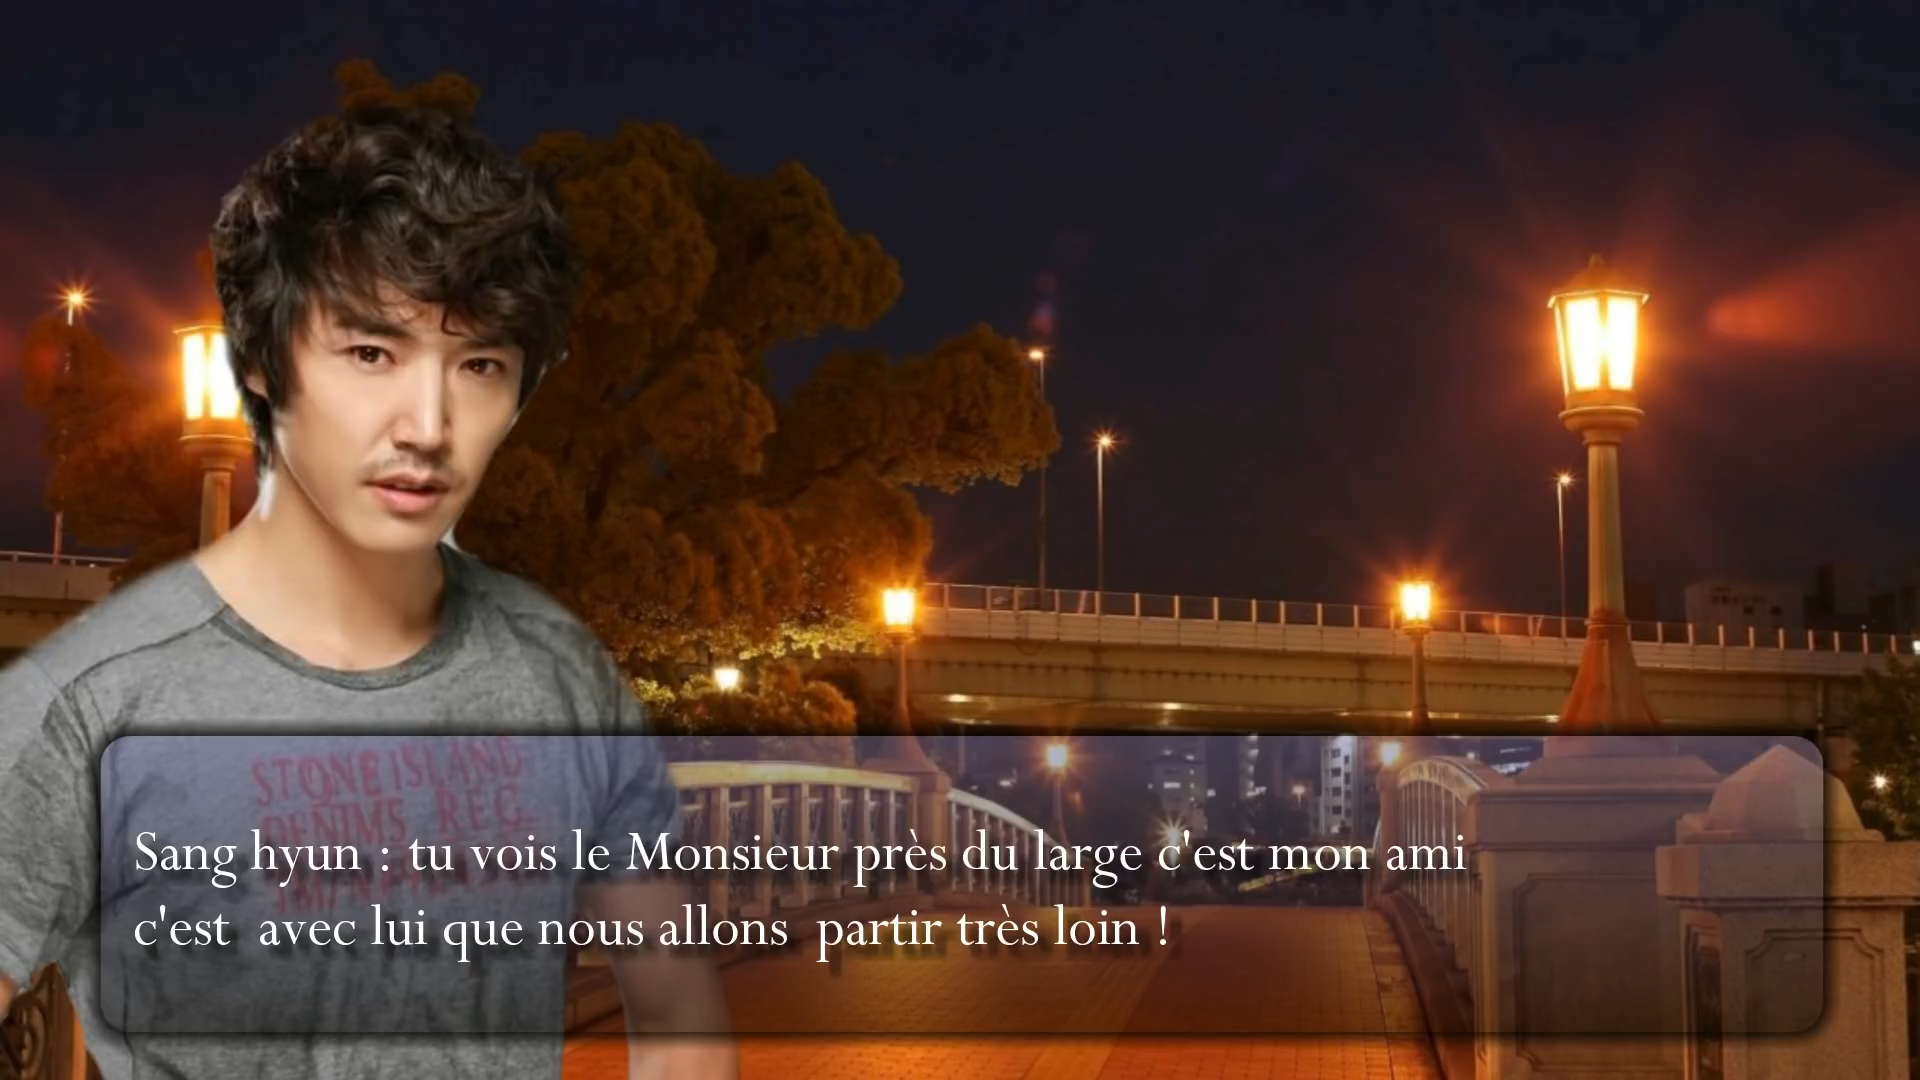 STONE ISLAND
DENIMS REG.
Sang hyun : tu vois le Monsieur près du large c'est mon ami
c'est  avec lui que nous allons  partir très loin !